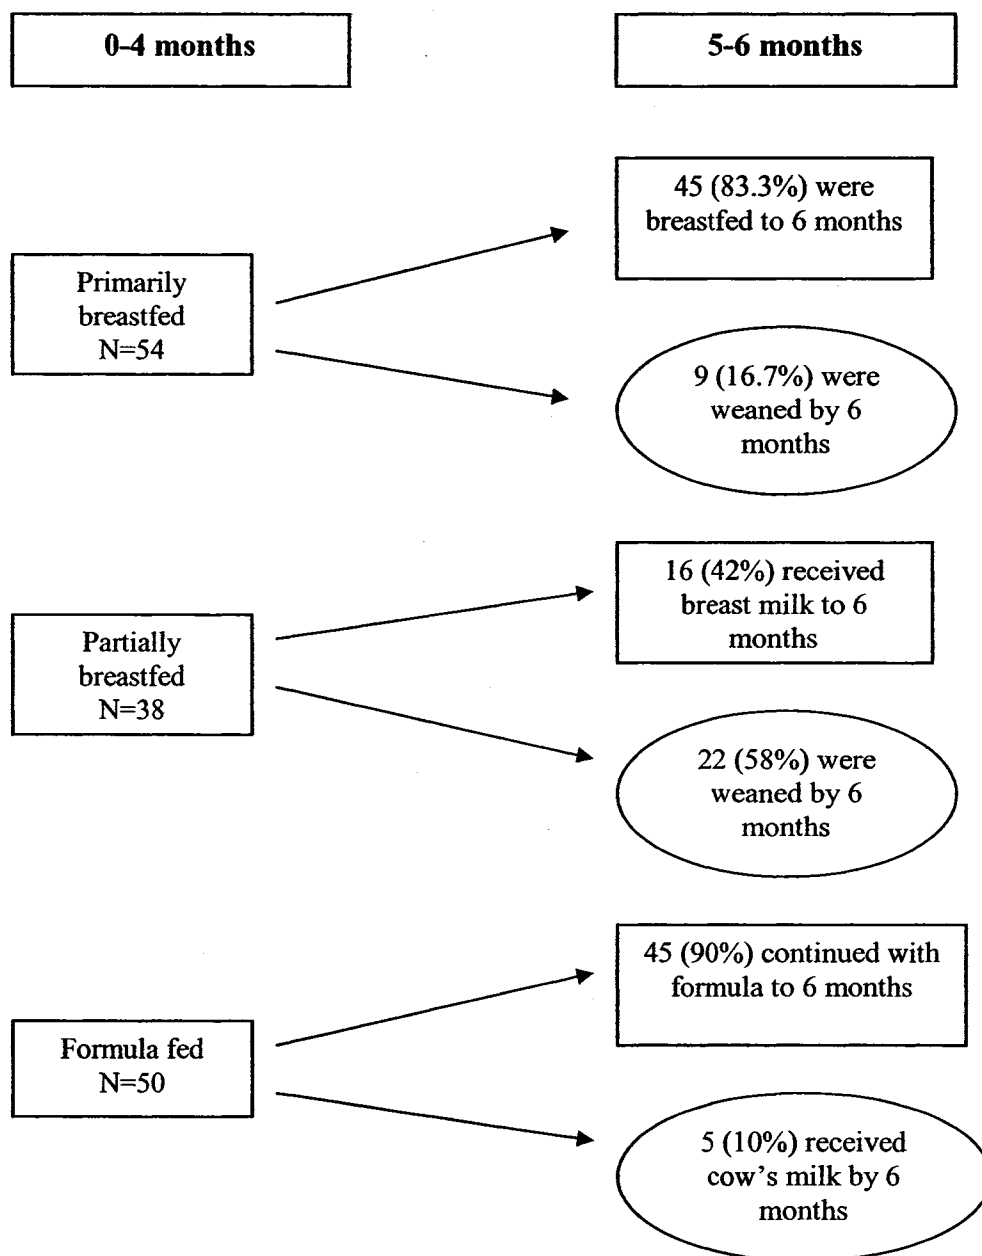 0-4 months
5-6 months
45 (83.3%) were
breastfed to 6 months
Primarily
breastfed
N=54
9 (16.7%) were
weaned by 6
months
16 (42%) received
breast milk to 6
months
Partially
breastfed
N=38
22 (58%) were
weaned by 6
months
45 (90%) continued with
formula to 6 months
Formula fed
N=50
5 (10%) received
cow's milk by 6
months